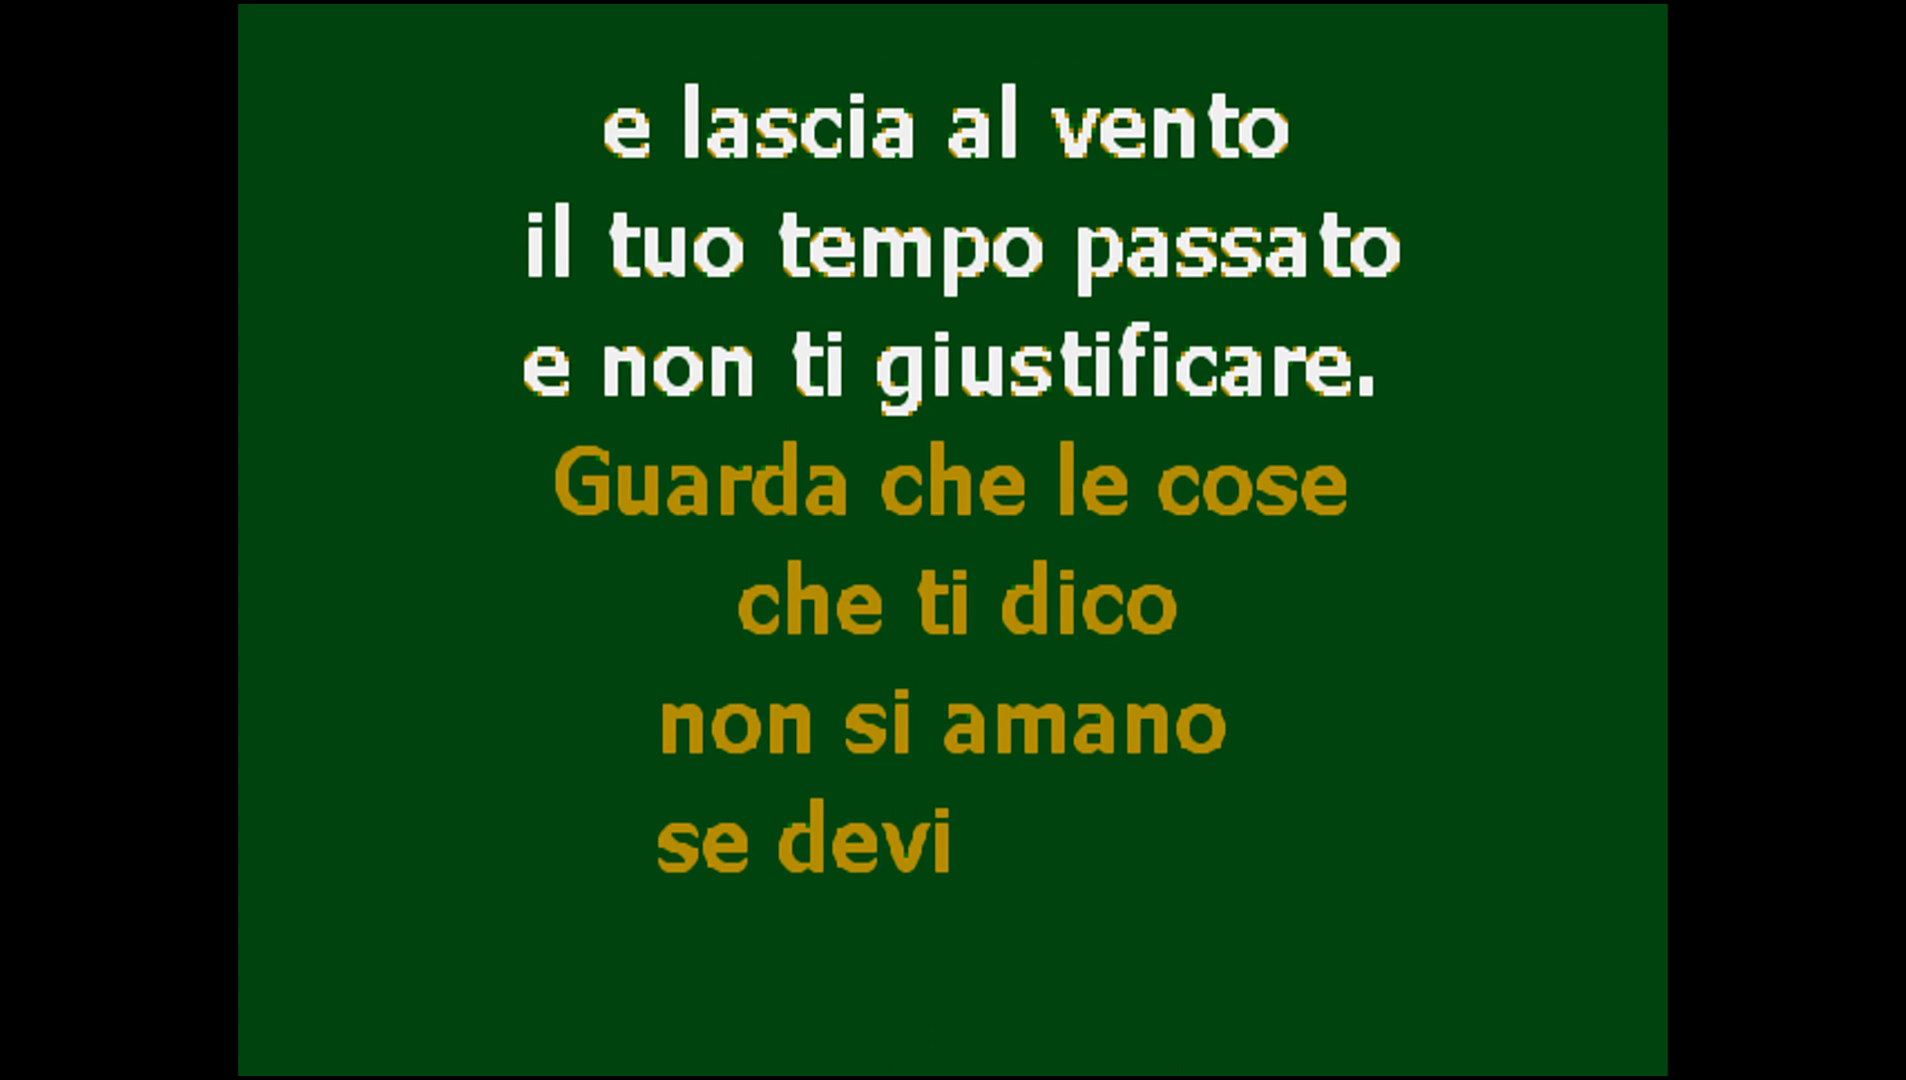 e lascia al vento
il tuo tempo passato
e non ti giustificare.
Guarda che le cose
che ti dico
non si amano
se devi